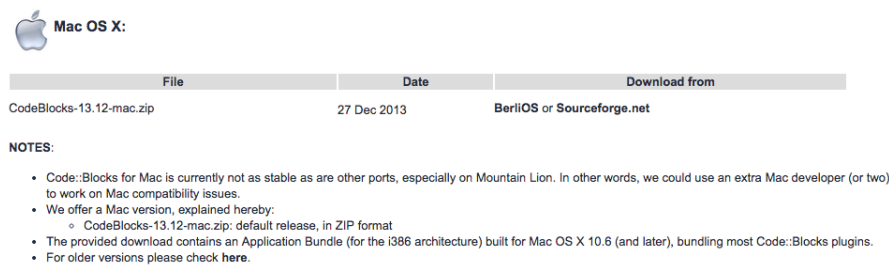 Mac OS X:
File Date Download from
CodeBlocks-13.12-mac.zip 27 Dec 2013 BerliOS or Sourceforge.net
NOTES:
• Code::Blocks for Mac is currently not as stable as are other ports, especially on Mountain Lion. In other words, we could use an extra Mac developer (or two)
to work on Mac compatibility issues.
• We offer a Mac version, explained hereby:
◦ CodeBlocks-13.12-mac.zip: default release, in ZIP format
• The provided download contains an Application Bundle (for the i386 architecture) built for Mac OS X 10.6 (and later), bundling most Code::Blocks plugins.
• For older versions please check here.